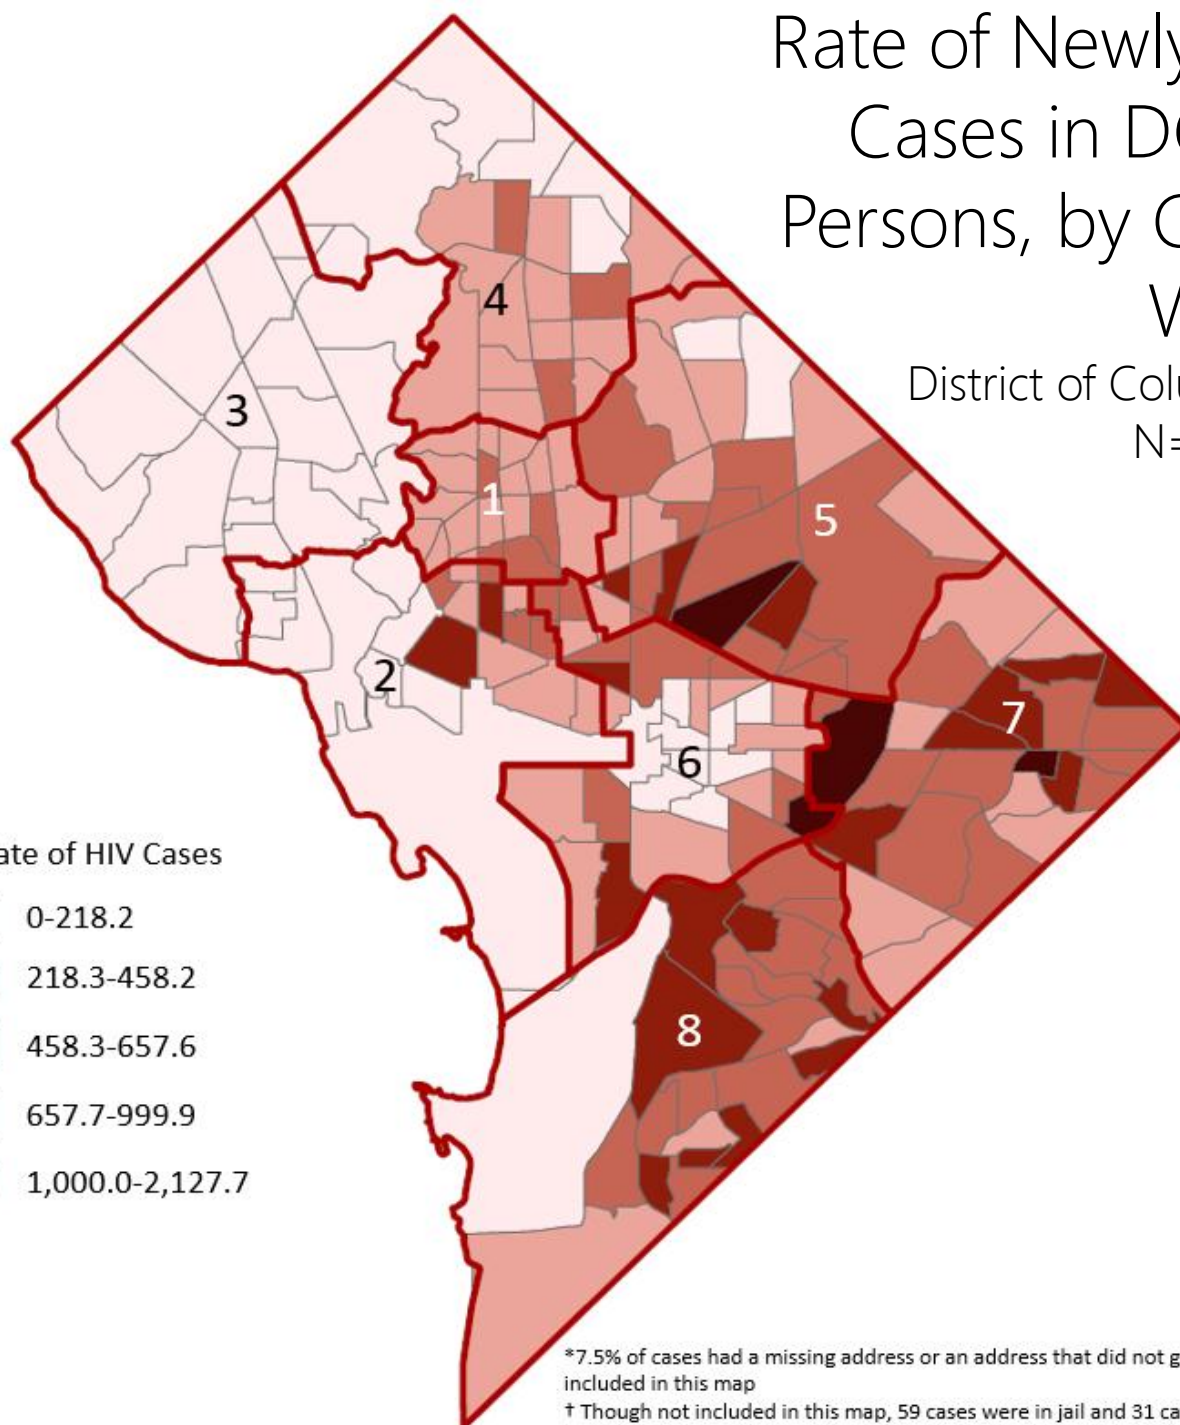 Rate of Newly
Cases in DC
Persons, by C
District of Colu
N=
4
3
1
5
2
7
6
8
ate of HIV Cases
0-218.2
218.3-458.2
458.3-657.6
657.7-999.9
1,000.0-2,127.7
*7.5% of cases had a missing address or an address that did not g
included in this map
† Though not included in this map, 59 cases were in jail and 31 ca